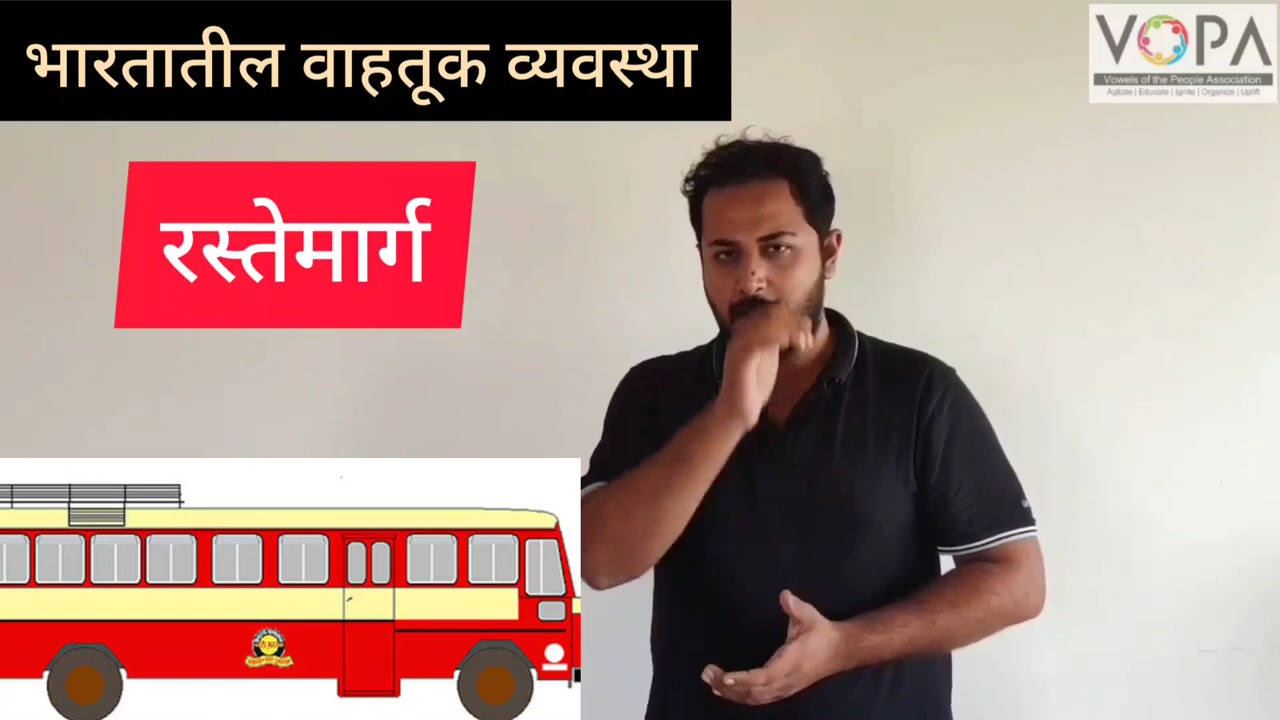 भारतातील वाहतूक व्यवस्था
VOPA
Vowels of the People Association
Agitate | Educate | Ignite | Organize | Uplift
रस्तेमार्ग